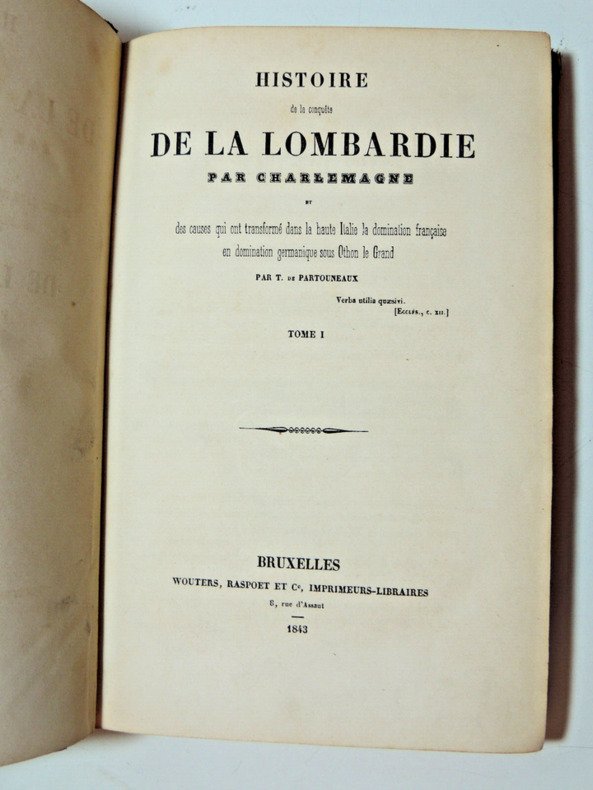 HISTOIRE
de la conquête
DE LA LOMBARDIE
PAR CHARLEMAGNE
ET
des causes qui ont transformé dans la haute Italie la domination française
en domination germanique sous Othon le Grand
PAR T. DE PARTOUNEAUX
Verba utilia quæsivi.
[Ecclés., c. xii.]
TOME I
BRUXELLES
WOUTERS, RASPOET ET Cᵉ, IMPRIMEURS-LIBRAIRES
8, rue d'Assaut
1843